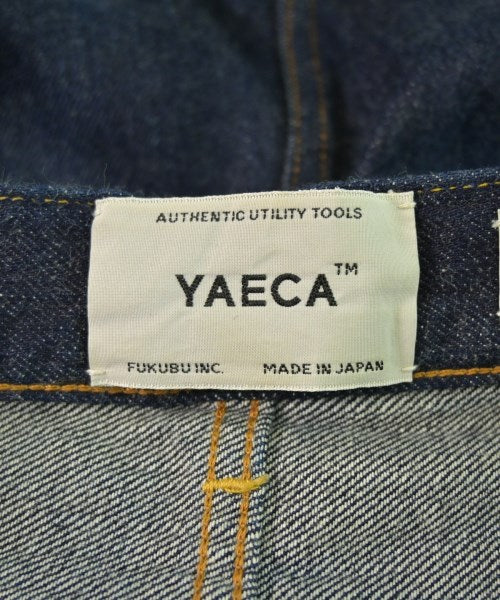 AUTHENTIC UTILITY TOOLS
YAECA™
FUKUBU INC. MADE IN JAPAN